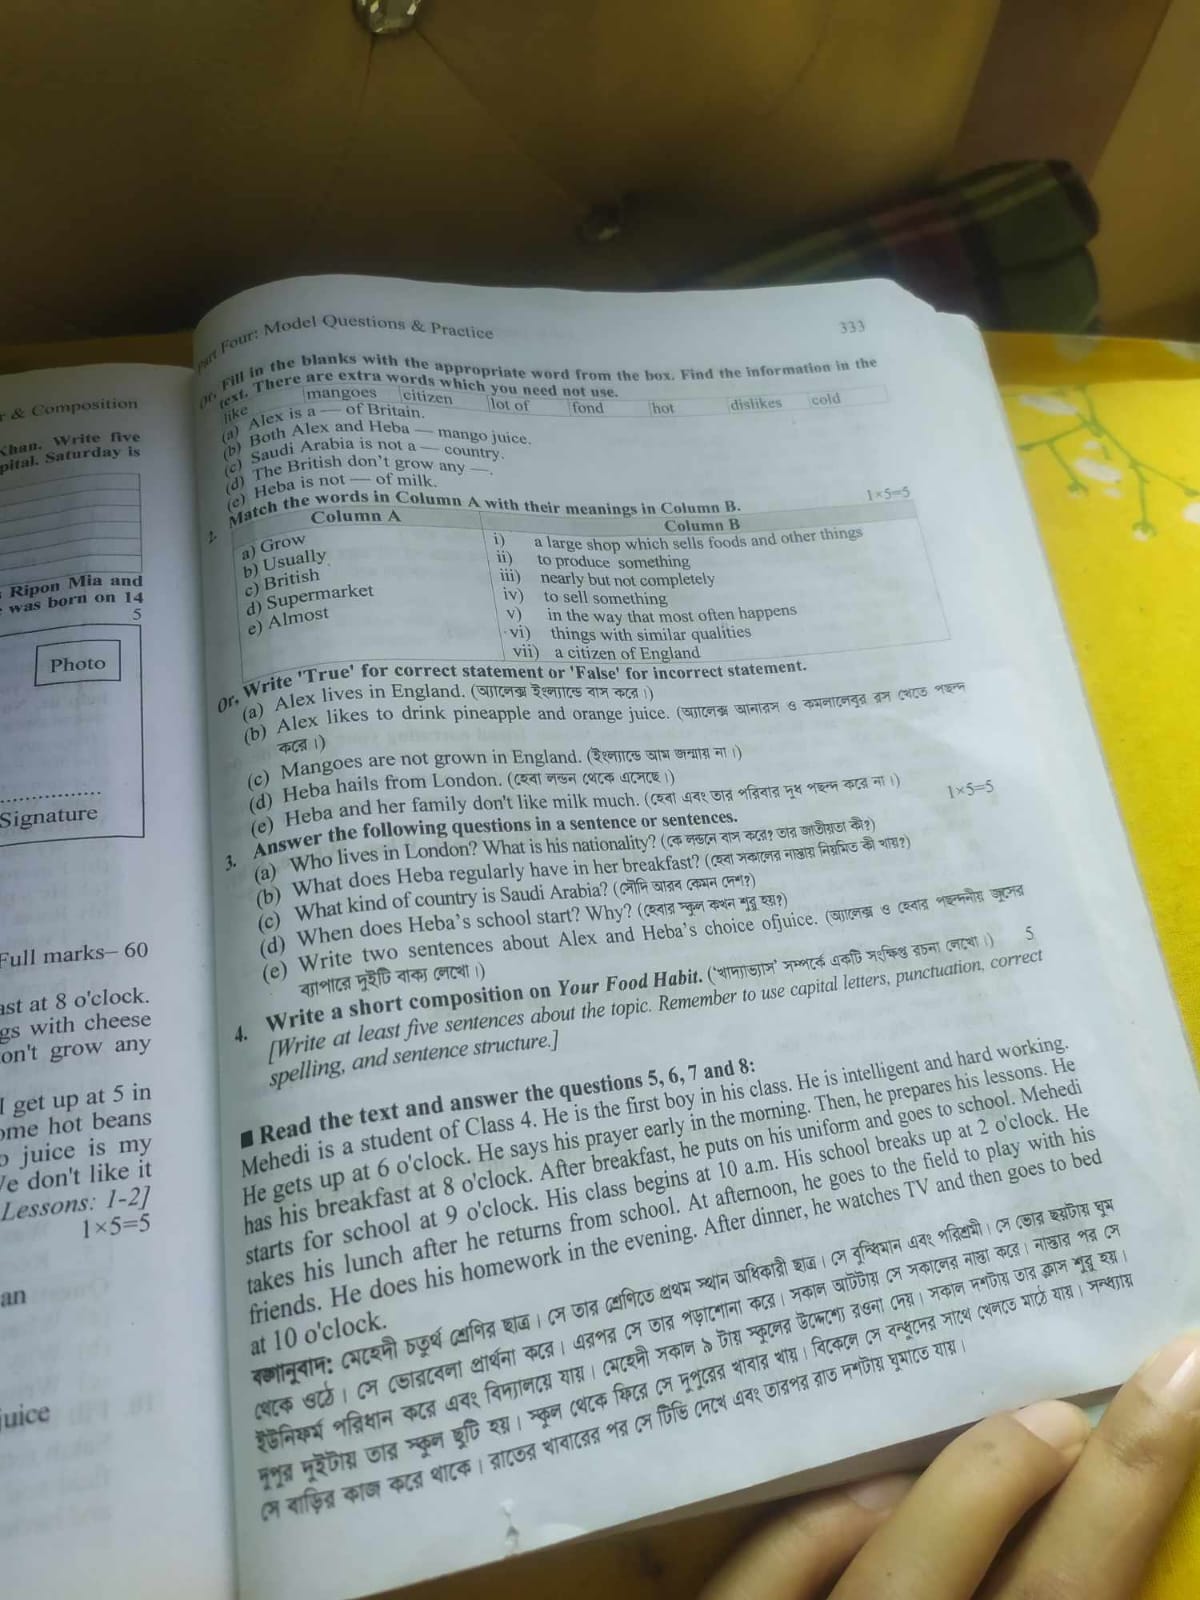 r & Composition
Khan. Write five
pital. Saturday is
Ripon Mia and
was born on 14
5
Photo
Signature
Full marks– 60
ast at 8 o'clock.
gs with cheese
on't grow any
I get up at 5 in
ome hot beans
o juice is my
We don't like it
Lessons: 1-2]
1×5=5
an
juice
Part Four: Model Questions & Practice 333
Or, Fill in the blanks with the appropriate word from the box. Find the information in the
text. There are extra words which you need not use.
like mangoes citizen lot of fond hot dislikes cold
(a) Alex is a — of Britain.
(b) Both Alex and Heba — mango juice.
(c) Saudi Arabia is not a — country.
(d) The British don't grow any —.
(e) Heba is not — of milk.
2. Match the words in Column A with their meanings in Column B. 1×5=5
Column A Column B
a) Grow i) a large shop which sells foods and other things
b) Usually ii) to produce something
c) British iii) nearly but not completely
d) Supermarket iv) to sell something
e) Almost v) in the way that most often happens
vi) things with similar qualities
vii) a citizen of England
Or, Write 'True' for correct statement or 'False' for incorrect statement.
(a) Alex lives in England. (অ্যালেক্স ইংল্যান্ডে বাস করে।)
(b) Alex likes to drink pineapple and orange juice. (অ্যালেক্স আনারস ও কমলালেবুর রস খেতে পছন্দ
করে।)
(c) Mangoes are not grown in England. (ইংল্যান্ডে আম জন্মায় না।)
(d) Heba hails from London. (হেবা লন্ডন থেকে এসেছে।)
(e) Heba and her family don't like milk much. (হেবা এবং তার পরিবার দুধ পছন্দ করে না।)
3. Answer the following questions in a sentence or sentences. 1×5=5
(a) Who lives in London? What is his nationality? (কে লন্ডনে বাস করে? তার জাতীয়তা কী?)
(b) What does Heba regularly have in her breakfast? (হেবা সকালের নাস্তায় নিয়মিত কী খায়?)
(c) What kind of country is Saudi Arabia? (সৌদি আরব কেমন দেশ?)
(d) When does Heba's school start? Why? (হেবার স্কুল কখন শুরু হয়?)
(e) Write two sentences about Alex and Heba's choice ofjuice. (অ্যালেক্স ও হেবার পছন্দনীয় জুসের
ব্যাপারে দুইটি বাক্য লেখো।)
4. Write a short composition on Your Food Habit. ('খাদ্যাভ্যাস' সম্পর্কে একটি সংক্ষিপ্ত রচনা লেখো।) 5
[Write at least five sentences about the topic. Remember to use capital letters, punctuation, correct
spelling, and sentence structure.]
■ Read the text and answer the questions 5, 6, 7 and 8:
Mehedi is a student of Class 4. He is the first boy in his class. He is intelligent and hard working.
He gets up at 6 o'clock. He says his prayer early in the morning. Then, he prepares his lessons. He
has his breakfast at 8 o'clock. After breakfast, he puts on his uniform and goes to school. Mehedi
starts for school at 9 o'clock. His class begins at 10 a.m. His school breaks up at 2 o'clock. He
takes his lunch after he returns from school. At afternoon, he goes to the field to play with his
friends. He does his homework in the evening. After dinner, he watches TV and then goes to bed
at 10 o'clock.
বঙ্গানুবাদ: মেহেদী চতুর্থ শ্রেণির ছাত্র। সে তার শ্রেণিতে প্রথম স্থান অধিকারী ছাত্র। সে বুদ্ধিমান এবং পরিশ্রমী। সে ভোর ছয়টায় ঘুম
থেকে ওঠে। সে ভোরবেলা প্রার্থনা করে। এরপর সে তার পড়াশোনা করে। সকাল আটটায় সে সকালের নাস্তা করে। নাস্তার পর সে
ইউনিফর্ম পরিধান করে এবং বিদ্যালয়ে যায়। মেহেদী সকাল ৯ টায় স্কুলের উদ্দেশ্যে রওনা দেয়। সকাল দশটায় তার ক্লাস শুরু হয়।
দুপুর দুইটায় তার স্কুল ছুটি হয়। স্কুল থেকে ফিরে সে দুপুরের খাবার খায়। বিকেলে সে বন্ধুদের সাথে খেলতে মাঠে যায়। সন্ধ্যায়
সে বাড়ির কাজ করে থাকে। রাতের খাবারের পর সে টিভি দেখে এবং তারপর রাত দশটায় ঘুমাতে যায়।